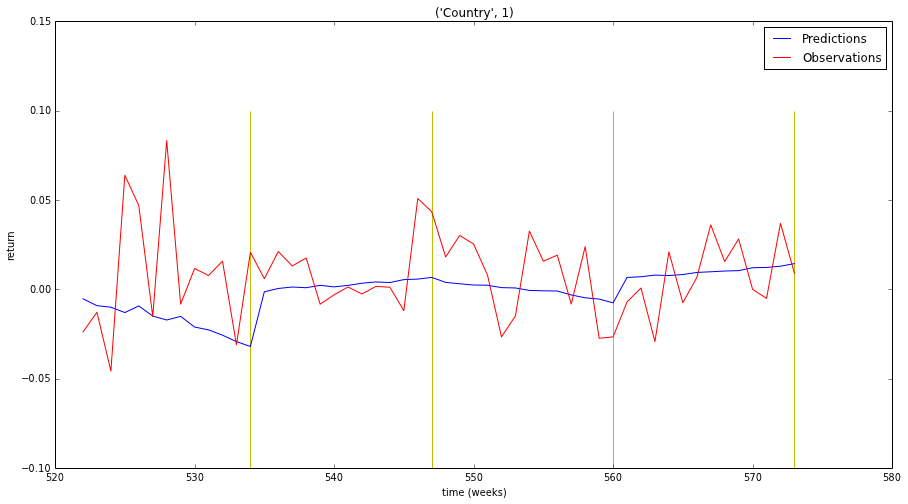 ('Country', 1)
0.15
0.10
0.05
0.00
−0.05
−0.10
return
520
530
540
550
560
570
580
time (weeks)
Predictions
Observations